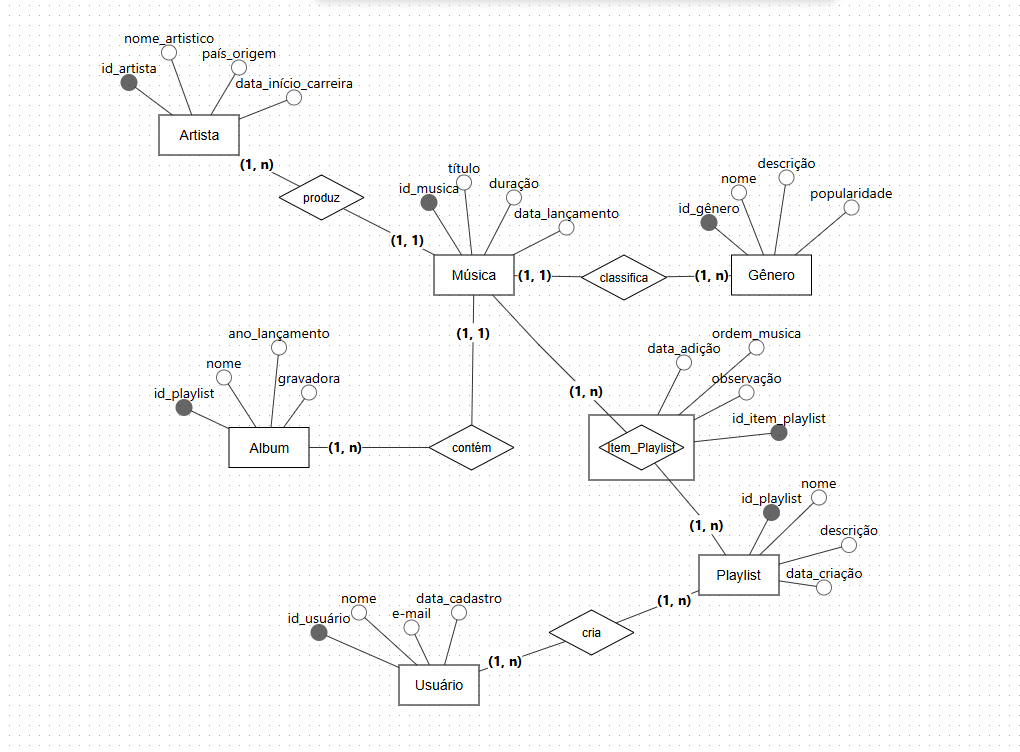 nome_artistico
país_origem
id_artista
data_início_carreira
Artista
(1, n)
produz
(1, 1)
título
id_musica
duração
data_lançamento
Música
(1, 1)
classifica
(1, n)
descrição
nome
popularidade
id_gênero
Gênero
(1, 1)
ano_lançamento
nome
gravadora
id_playlist
Album
(1, n)
contém
(1, n)
ordem_musica
data_adição
observação
id_item_playlist
Item_Playlist
(1, n)
nome
id_playlist
descrição
data_criação
Playlist
(1, n)
cria
(1, n)
nome
data_cadastro
e-mail
id_usuário
Usuário